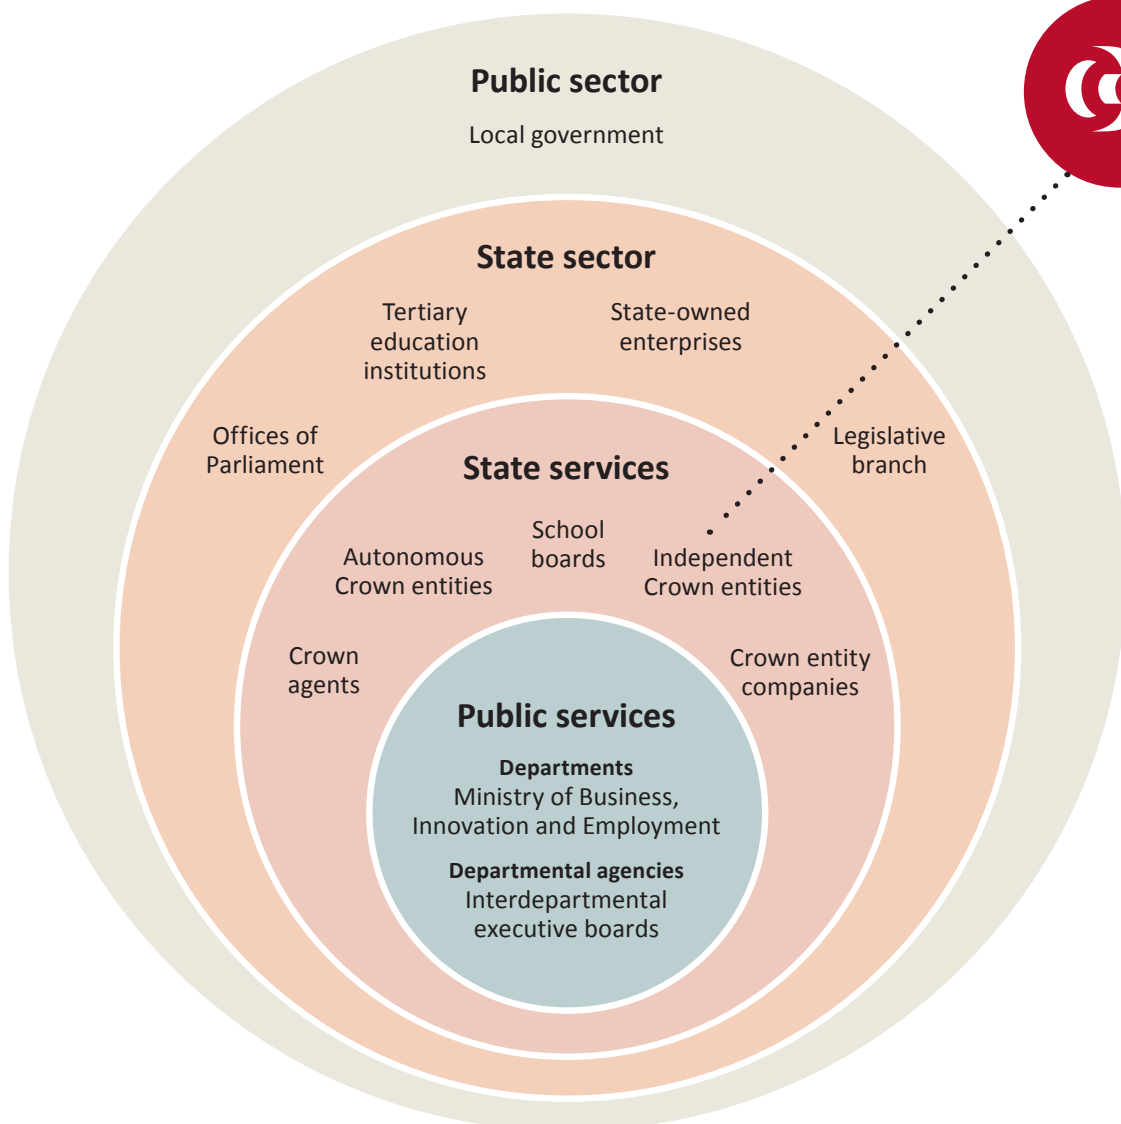 Public sector
Local government
State sector
Tertiary
education
institutions
State-owned
enterprises
Offices of
Parliament
Legislative
branch
State services
Autonomous
Crown entities
School
boards
Independent
Crown entities
Crown
agents
Crown entity
companies
Public services
Departments
Ministry of Business,
Innovation and Employment
Departmental agencies
Interdepartmental
executive boards